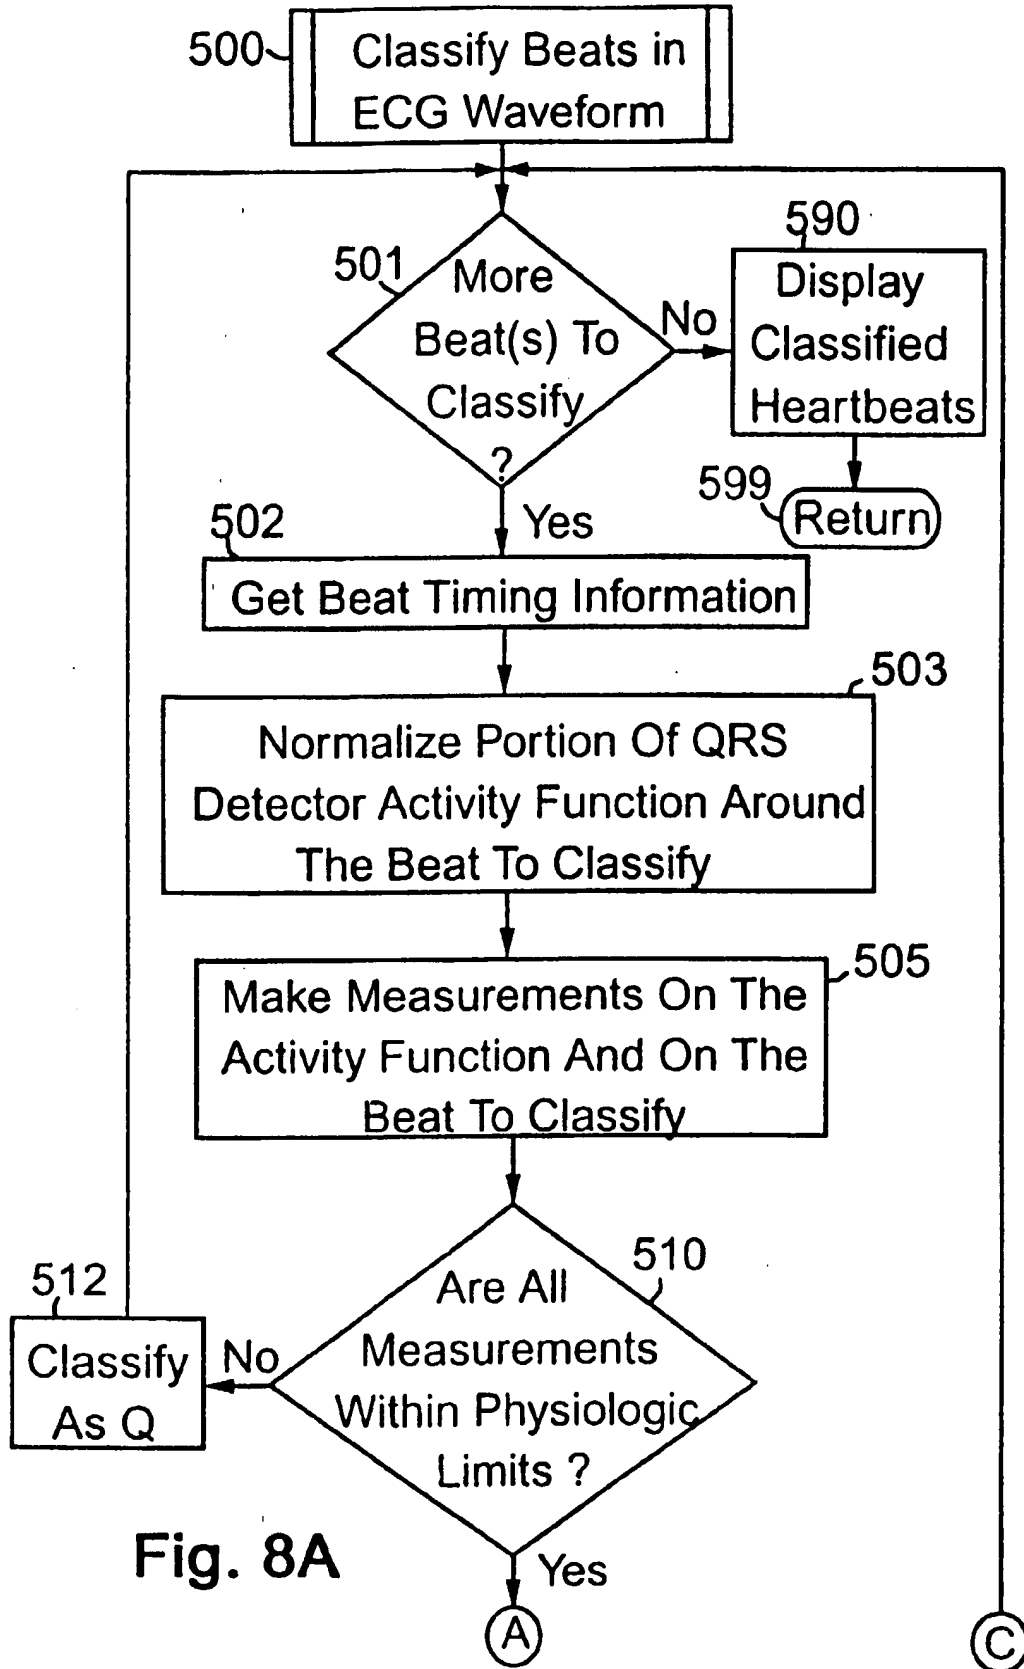 500
Classify Beats in
ECG Waveform
501
More
Beat(s) To
Classify
?
No
590
Display
Classified
Heartbeats
599
Return
Yes
502
Get Beat Timing Information
503
Normalize Portion Of QRS
Detector Activity Function Around
The Beat To Classify
505
Make Measurements On The
Activity Function And On The
Beat To Classify
510
Are All
Measurements
Within Physiologic
Limits ?
No
512
Classify
As Q
Yes
A
C
Fig. 8A